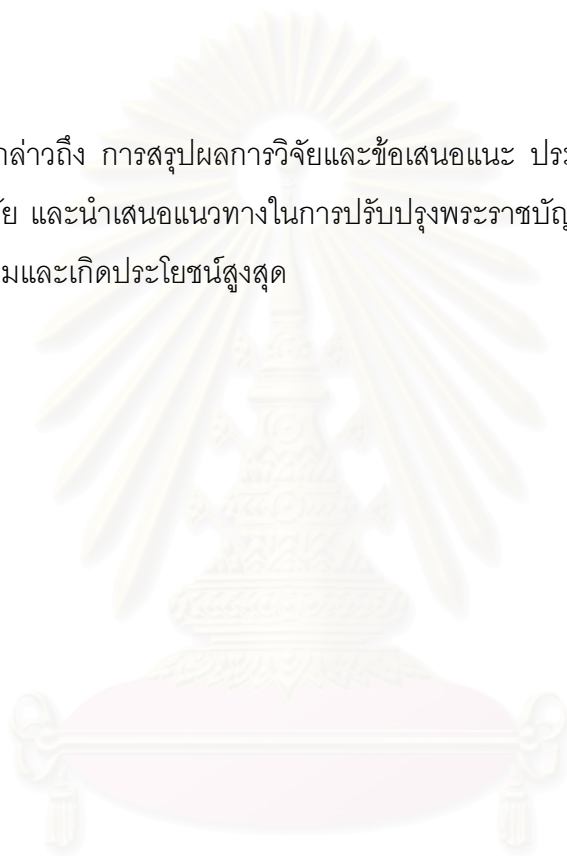 กล่าวถึง การสรุปผลการวิจัยและข้อเสนอแนะ
และนำเสนอแนวทางในการปรับปรุงพระราชบัญ
มและเกิดประโยชน์สูงสุด